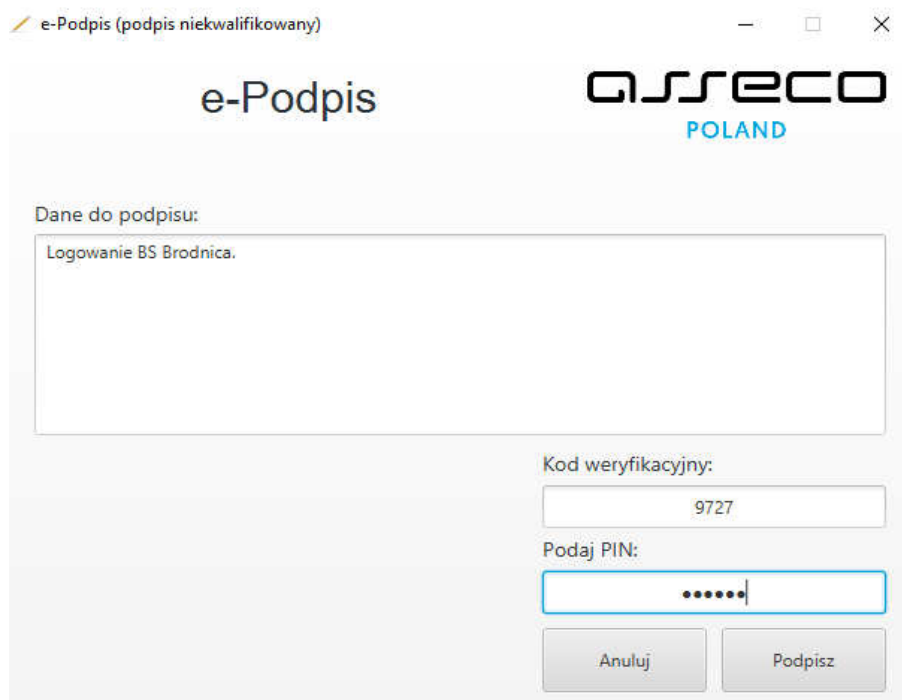 e-Podpis (podpis niekwalifikowany)
e-Podpis
asseco
POLAND
Dane do podpisu:
Logowanie BS Brodnica.
Kod weryfikacyjny:
9727
Podaj PIN:
••••••
Anuluj
Podpisz